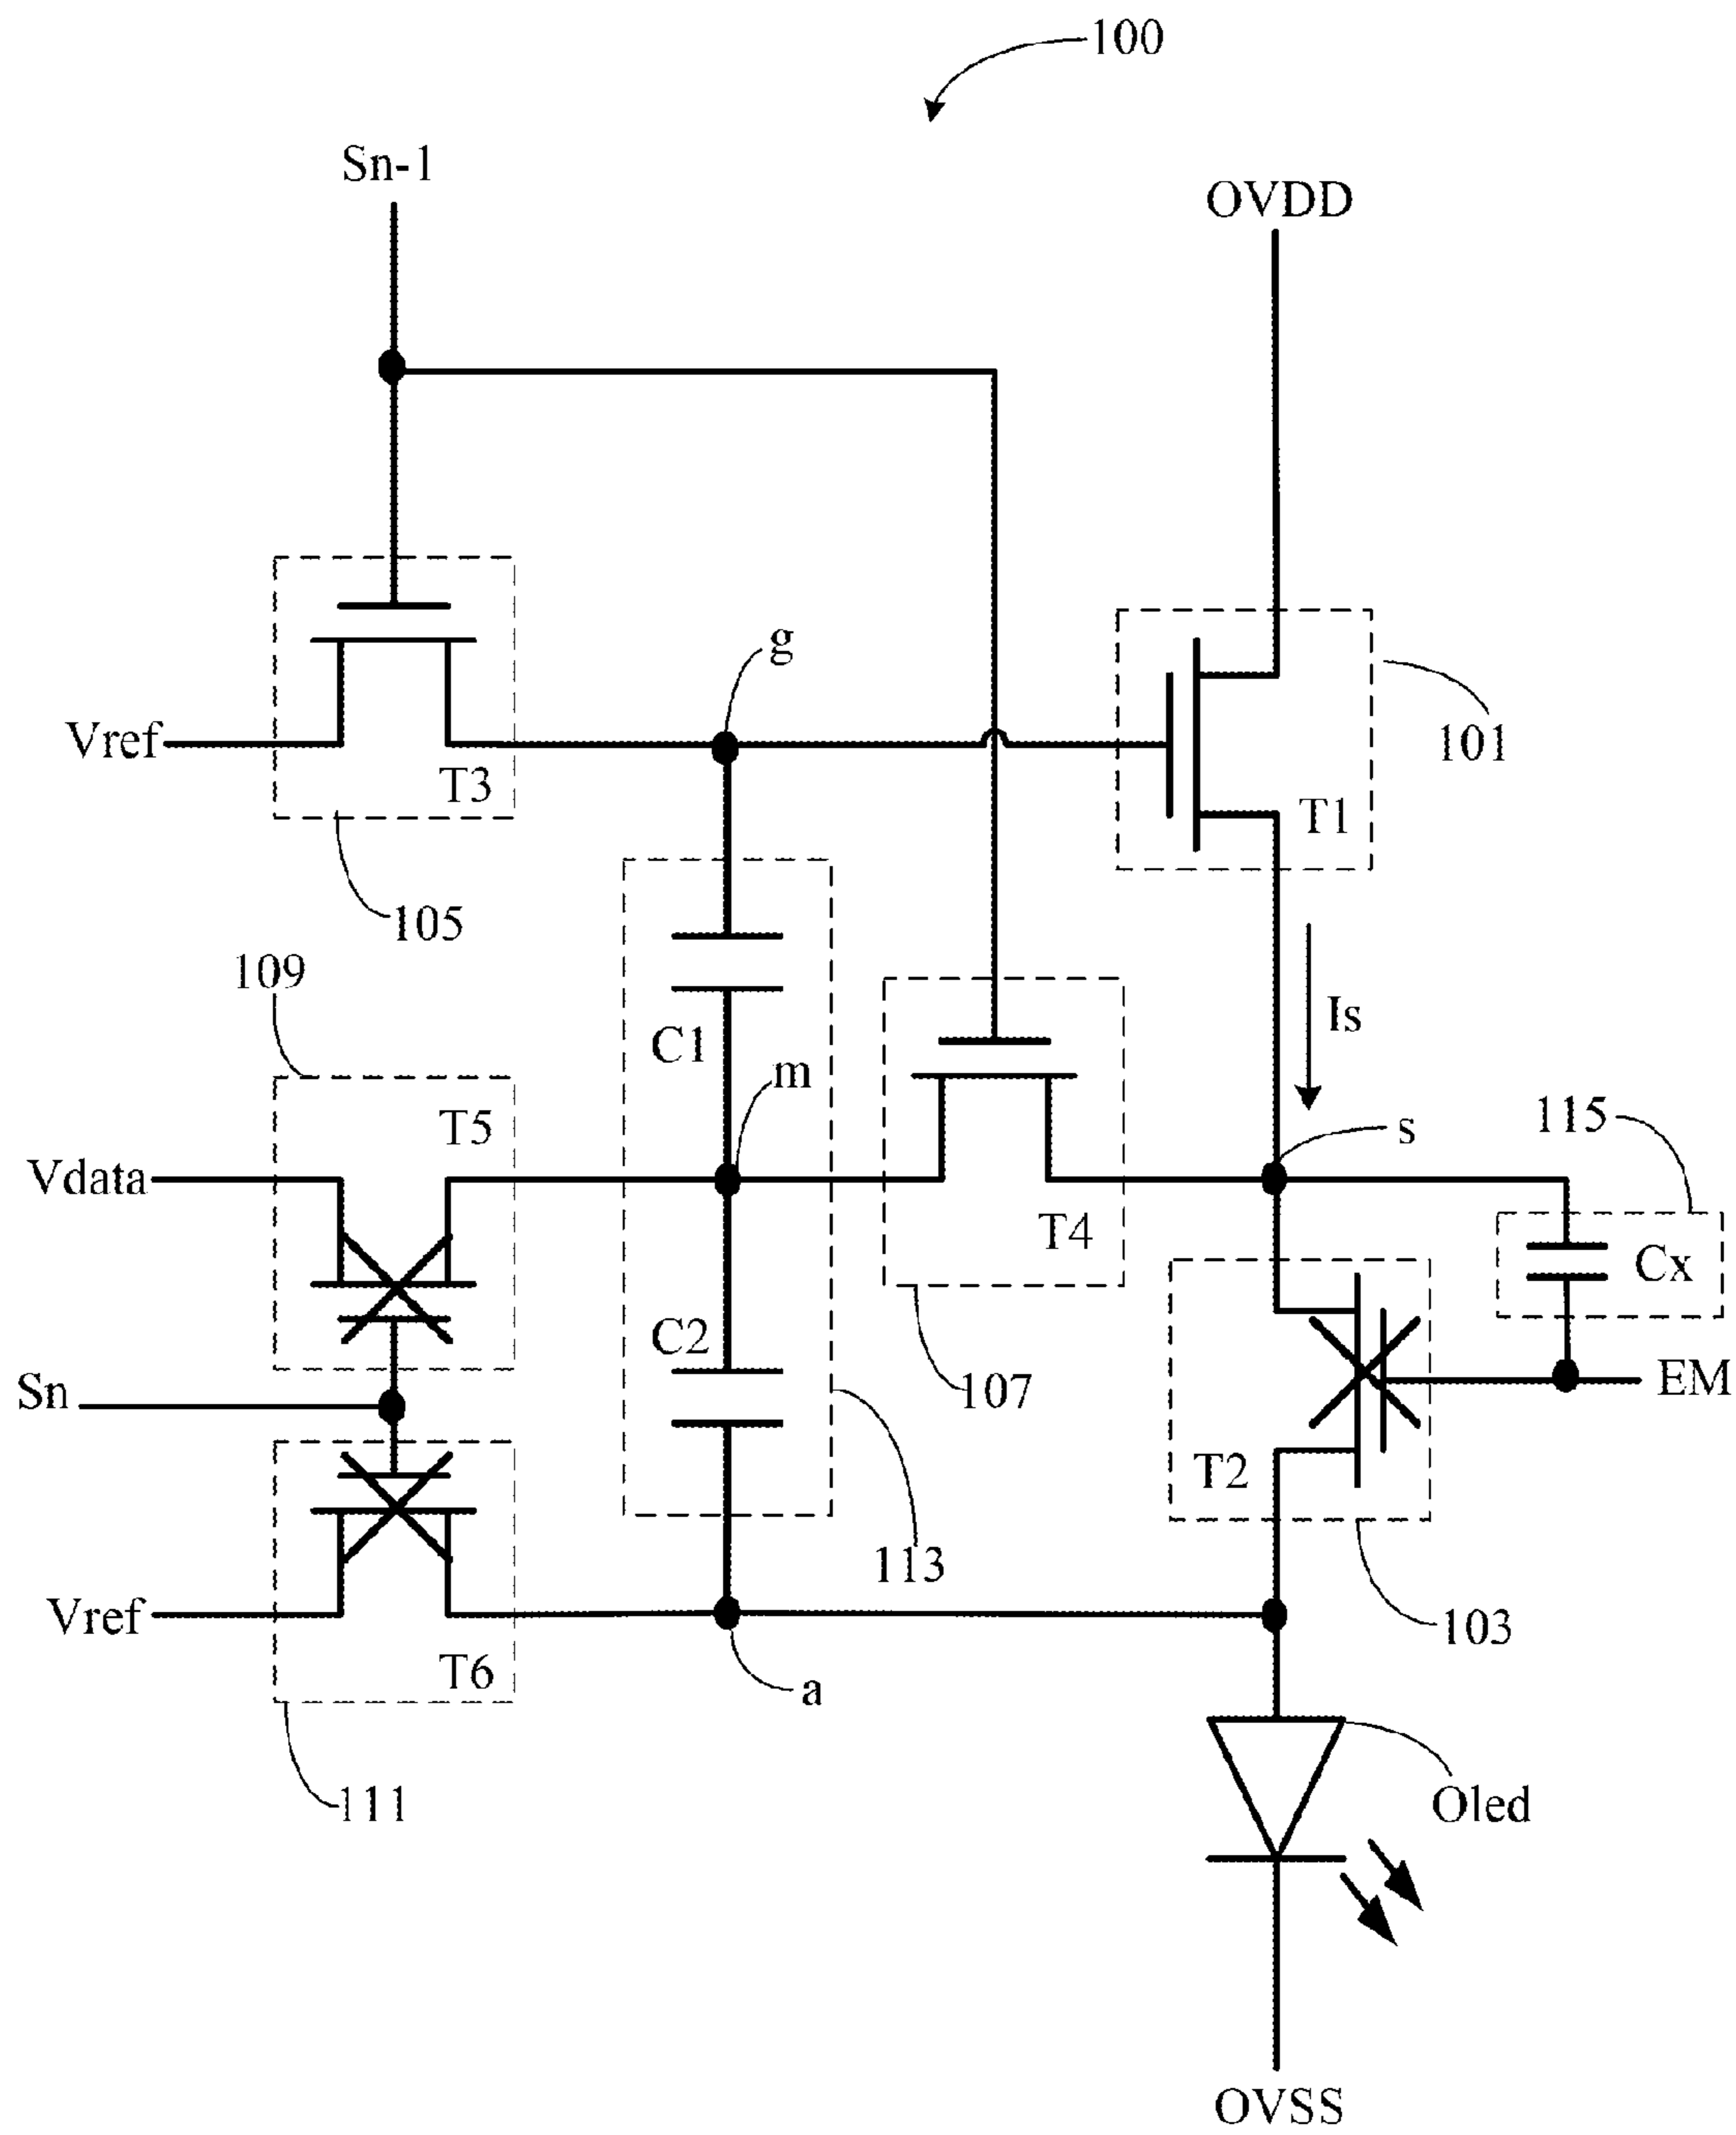 100
Sn-1
OVDD
g
Vref
T3
101
T1
105
109
Is
C1
m
115
s
T5
Vdata
T4
Cx
C2
Sn
107
EM
T2
113
Vref
103
T6
a
111
Oled
OVSS